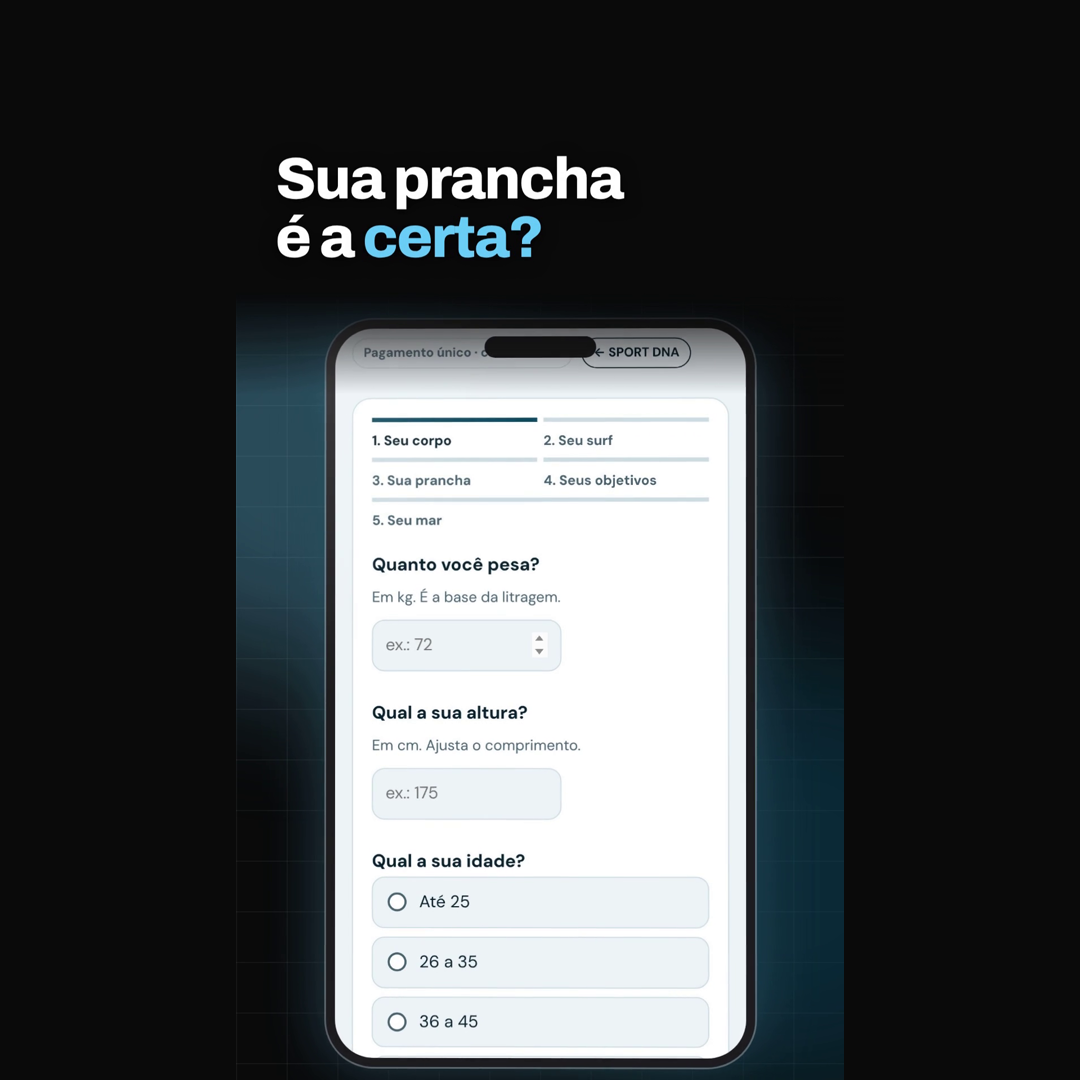 Sua prancha
é a certa?
Pagamento único ·
← SPORT DNA
1. Seu corpo
2. Seu surf
3. Sua prancha
4. Seus objetivos
5. Seu mar
Quanto você pesa?
Em kg. É a base da litragem.
ex.: 72
Qual a sua altura?
Em cm. Ajusta o comprimento.
ex.: 175
Qual a sua idade?
Até 25
26 a 35
36 a 45